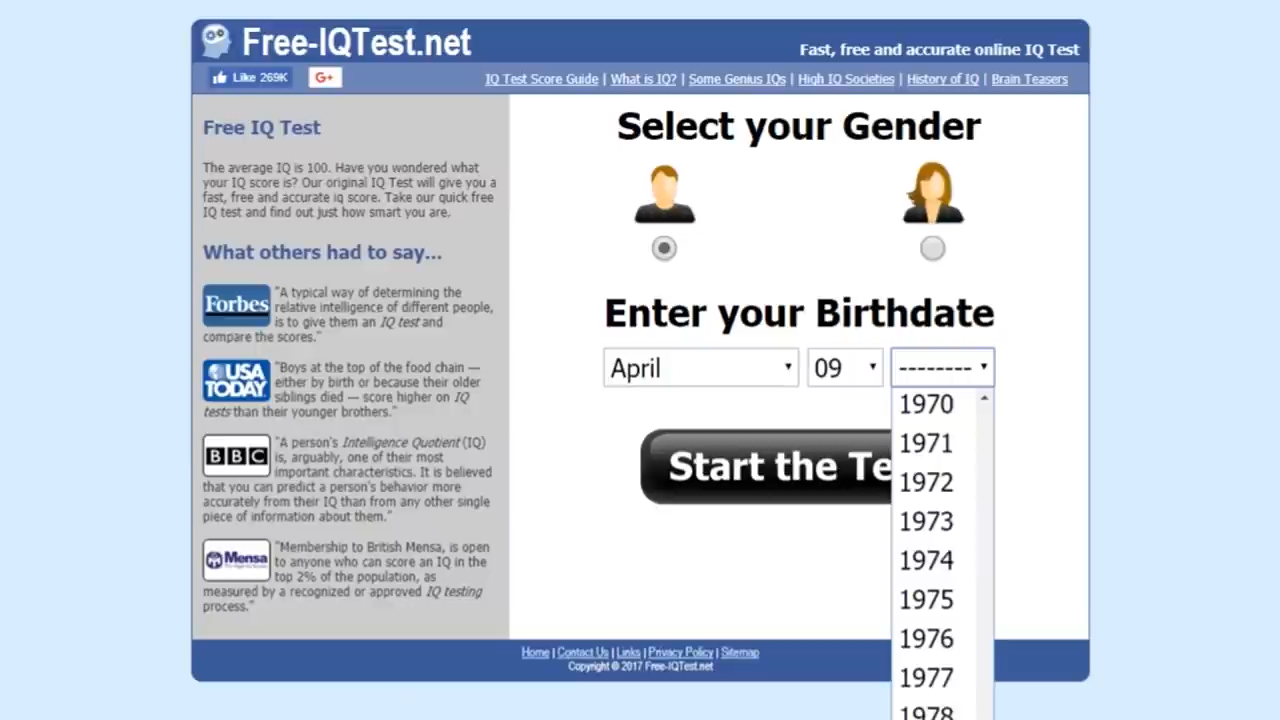 Free-IQTest.net
Fast, free and accurate online IQ Test
Like 269K
G+
IQ Test Score Guide | What is IQ? | Some Genius IQs | High IQ Societies | History of IQ | Brain Teasers
Free IQ Test
The average IQ is 100. Have you wondered what
your IQ score is? Our original IQ Test will give you a
fast, free and accurate iq score. Take our quick free
IQ test and find out just how smart you are.
What others had to say...
Forbes
"A typical way of determining the
relative intelligence of different people,
is to give them an IQ test and
compare the scores."
USA
TODAY
"Boys at the top of the food chain —
either by birth or because their older
siblings died — score higher on IQ
tests than their younger brothers."
BBC
"A person's Intelligence Quotient (IQ)
is, arguably, one of their most
important characteristics. It is believed
that you can predict a person's behavior more
accurately from their IQ than from any other single
piece of information about them."
Mensa
"Membership to British Mensa, is open
to anyone who can score an IQ in the
top 2% of the population, as
measured by a recognized or approved IQ testing
process."
Select your Gender
Enter your Birthdate
April
09
--------
1970
1971
1972
1973
1974
1975
1976
1977
1978
Start the Te
Home | Contact Us | Links | Privacy Policy | Sitemap
Copyright © 2017 Free-IQTest.net